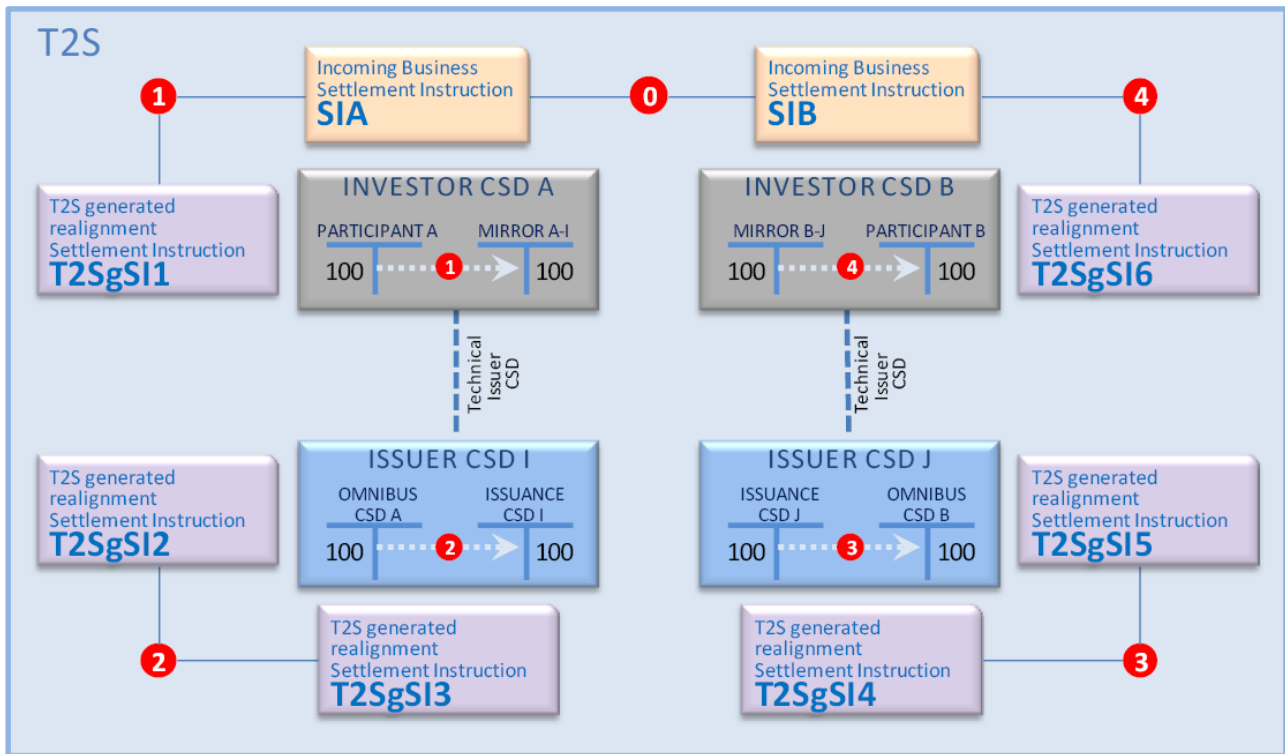 T2S
Incoming Business
Settlement Instruction
SIA
Incoming Business
Settlement Instruction
SIB
1
0
4
T2S generated
realignment
Settlement Instruction
T2SgSI1
INVESTOR CSD A
PARTICIPANT A
MIRROR A-I
100
1
100
INVESTOR CSD B
MIRROR B-J
PARTICIPANT B
100
4
100
T2S generated
realignment
Settlement Instruction
T2SgSI6
Technical
Issuer
CSD
Technical
Issuer
CSD
T2S generated
realignment
Settlement Instruction
T2SgSI2
ISSUER CSD I
OMNIBUS
CSD A
ISSUANCE
CSD I
100
2
100
ISSUER CSD J
ISSUANCE
CSD J
OMNIBUS
CSD B
100
3
100
T2S generated
realignment
Settlement Instruction
T2SgSI5
2
T2S generated
realignment
Settlement Instruction
T2SgSI3
T2S generated
realignment
Settlement Instruction
T2SgSI4
3